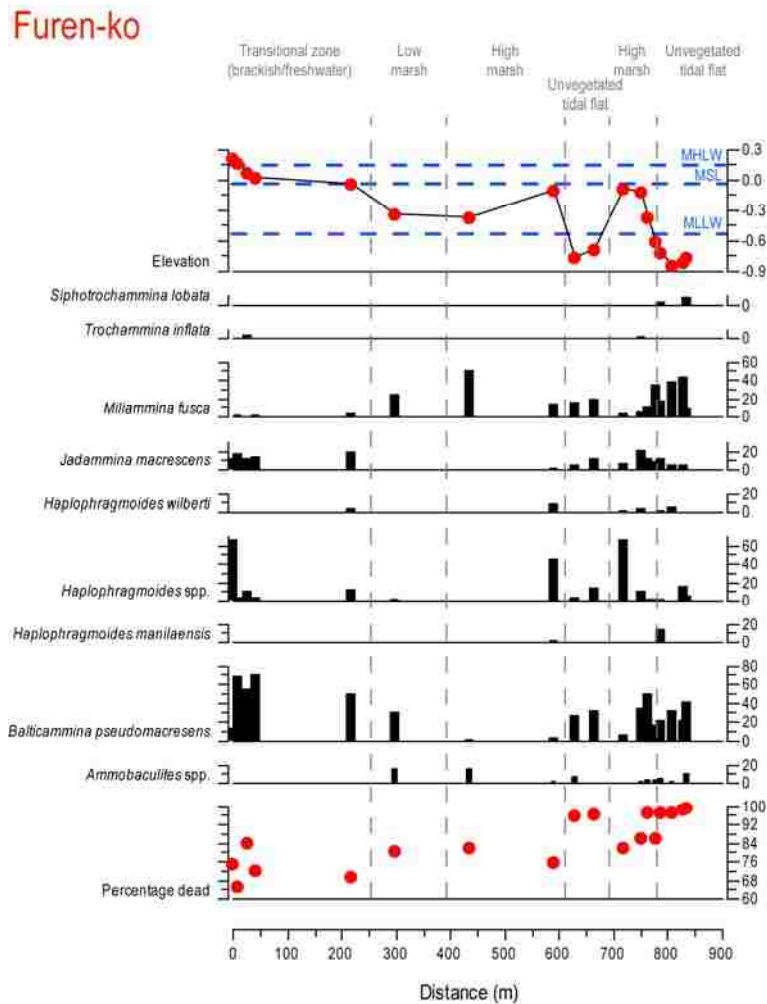 Furen-ko
Transitional zone
(brackish/freshwater)
Low
marsh
High
marsh
Unvegetated
tidal flat
High
marsh
Unvegetated
tidal flat
MHLW
MSL
MLLW
0.3
0.0
-0.3
-0.6
-0.9
Elevation
Siphotrochammina lobata
0
Trochammina inflata
0
60
40
20
0
Miliammina fusca
20
0
Jadammina macrescens
20
0
Haplophragmoides wilberti
60
40
20
0
Haplophragmoides spp.
20
0
Haplophragmoides manilaensis
80
60
40
20
0
Balticammina pseudomacresens
20
0
Ammobaculites spp.
100
92
84
76
68
60
Percentage dead
0 100 200 300 400 500 600 700 800 900
Distance (m)